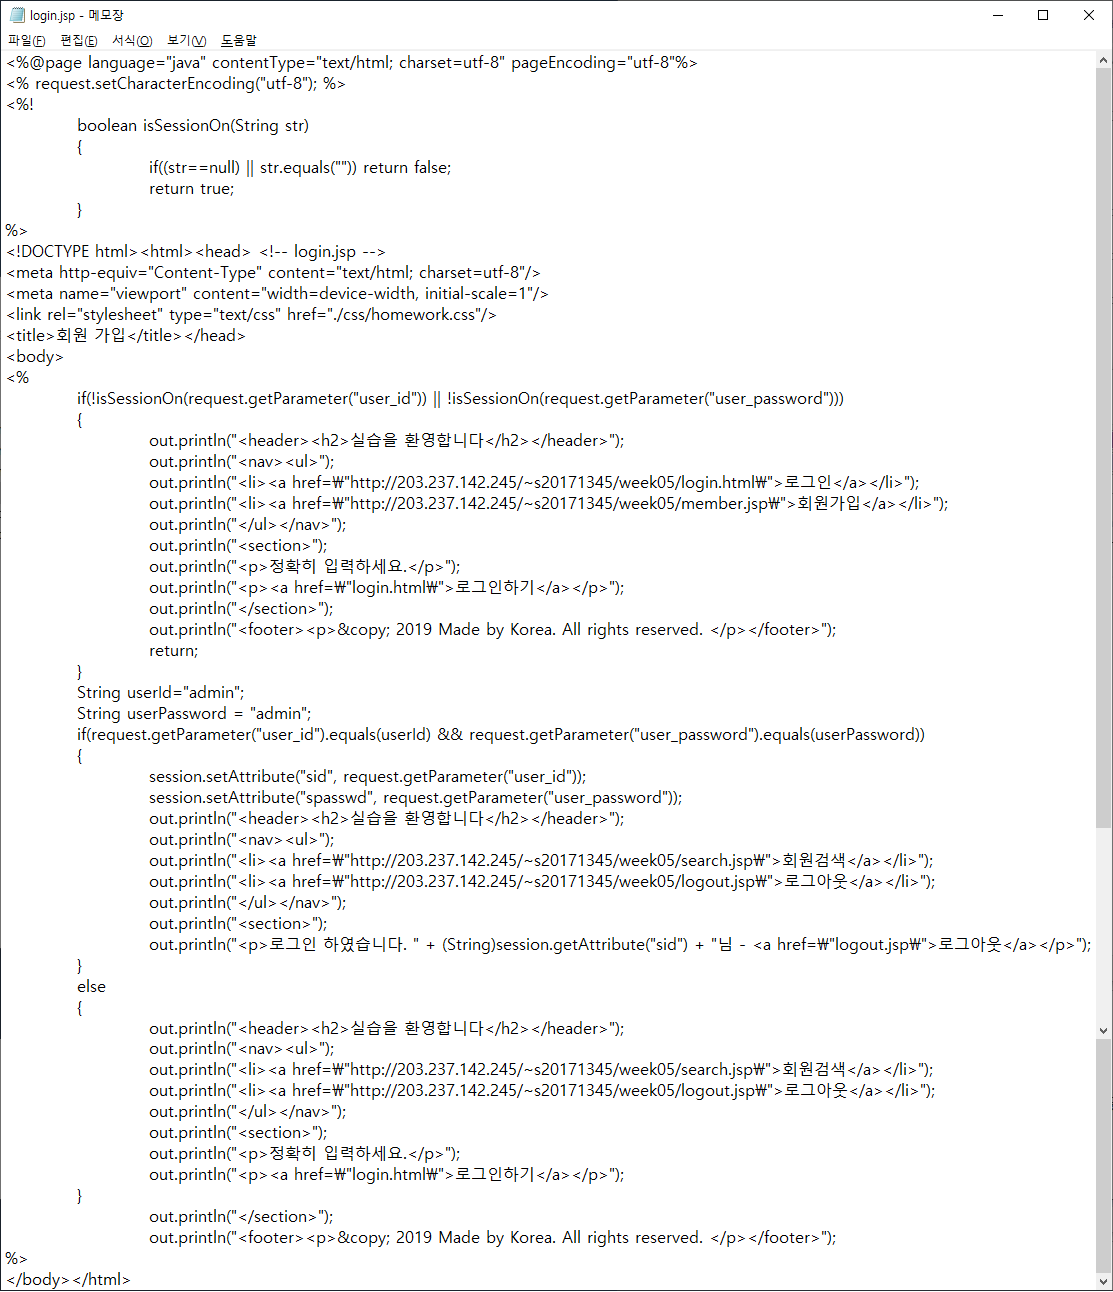 login.jsp - 메모장
파일(F) 편집(E) 서식(O) 보기(V) 도움말
<%@page language="java" contentType="text/html; charset=utf-8" pageEncoding="utf-8"%>
<% request.setCharacterEncoding("utf-8"); %>
<%!
boolean isSessionOn(String str)
{
if((str==null) || str.equals("")) return false;
return true;
}
%>
<!DOCTYPE html><html><head> <!-- login.jsp -->
<meta http-equiv="Content-Type" content="text/html; charset=utf-8"/>
<meta name="viewport" content="width=device-width, initial-scale=1"/>
<link rel="stylesheet" type="text/css" href="./css/homework.css"/>
<title>회원 가입</title></head>
<body>
<%
if(!isSessionOn(request.getParameter("user_id")) || !isSessionOn(request.getParameter("user_password")))
{
out.println("<header><h2>실습을 환영합니다</h2></header>");
out.println("<nav><ul>");
out.println("<li><a href=₩"http://203.237.142.245/~s20171345/week05/login.html₩">로그인</a></li>");
out.println("<li><a href=₩"http://203.237.142.245/~s20171345/week05/member.jsp₩">회원가입</a></li>");
out.println("</ul></nav>");
out.println("<section>");
out.println("<p>정확히 입력하세요.</p>");
out.println("<p><a href=₩"login.html₩">로그인하기</a></p>");
out.println("</section>");
out.println("<footer><p>&copy; 2019 Made by Korea. All rights reserved. </p></footer>");
return;
}
String userId="admin";
String userPassword = "admin";
if(request.getParameter("user_id").equals(userId) && request.getParameter("user_password").equals(userPassword))
{
session.setAttribute("sid", request.getParameter("user_id"));
session.setAttribute("spasswd", request.getParameter("user_password"));
out.println("<header><h2>실습을 환영합니다</h2></header>");
out.println("<nav><ul>");
out.println("<li><a href=₩"http://203.237.142.245/~s20171345/week05/search.jsp₩">회원검색</a></li>");
out.println("<li><a href=₩"http://203.237.142.245/~s20171345/week05/logout.jsp₩">로그아웃</a></li>");
out.println("</ul></nav>");
out.println("<section>");
out.println("<p>로그인 하였습니다. " + (String)session.getAttribute("sid") + "님 - <a href=₩"logout.jsp₩">로그아웃</a></p>");
}
else
{
out.println("<header><h2>실습을 환영합니다</h2></header>");
out.println("<nav><ul>");
out.println("<li><a href=₩"http://203.237.142.245/~s20171345/week05/search.jsp₩">회원검색</a></li>");
out.println("<li><a href=₩"http://203.237.142.245/~s20171345/week05/logout.jsp₩">로그아웃</a></li>");
out.println("</ul></nav>");
out.println("<section>");
out.println("<p>정확히 입력하세요.</p>");
out.println("<p><a href=₩"login.html₩">로그인하기</a></p>");
}
out.println("</section>");
out.println("<footer><p>&copy; 2019 Made by Korea. All rights reserved. </p></footer>");
%>
</body></html>